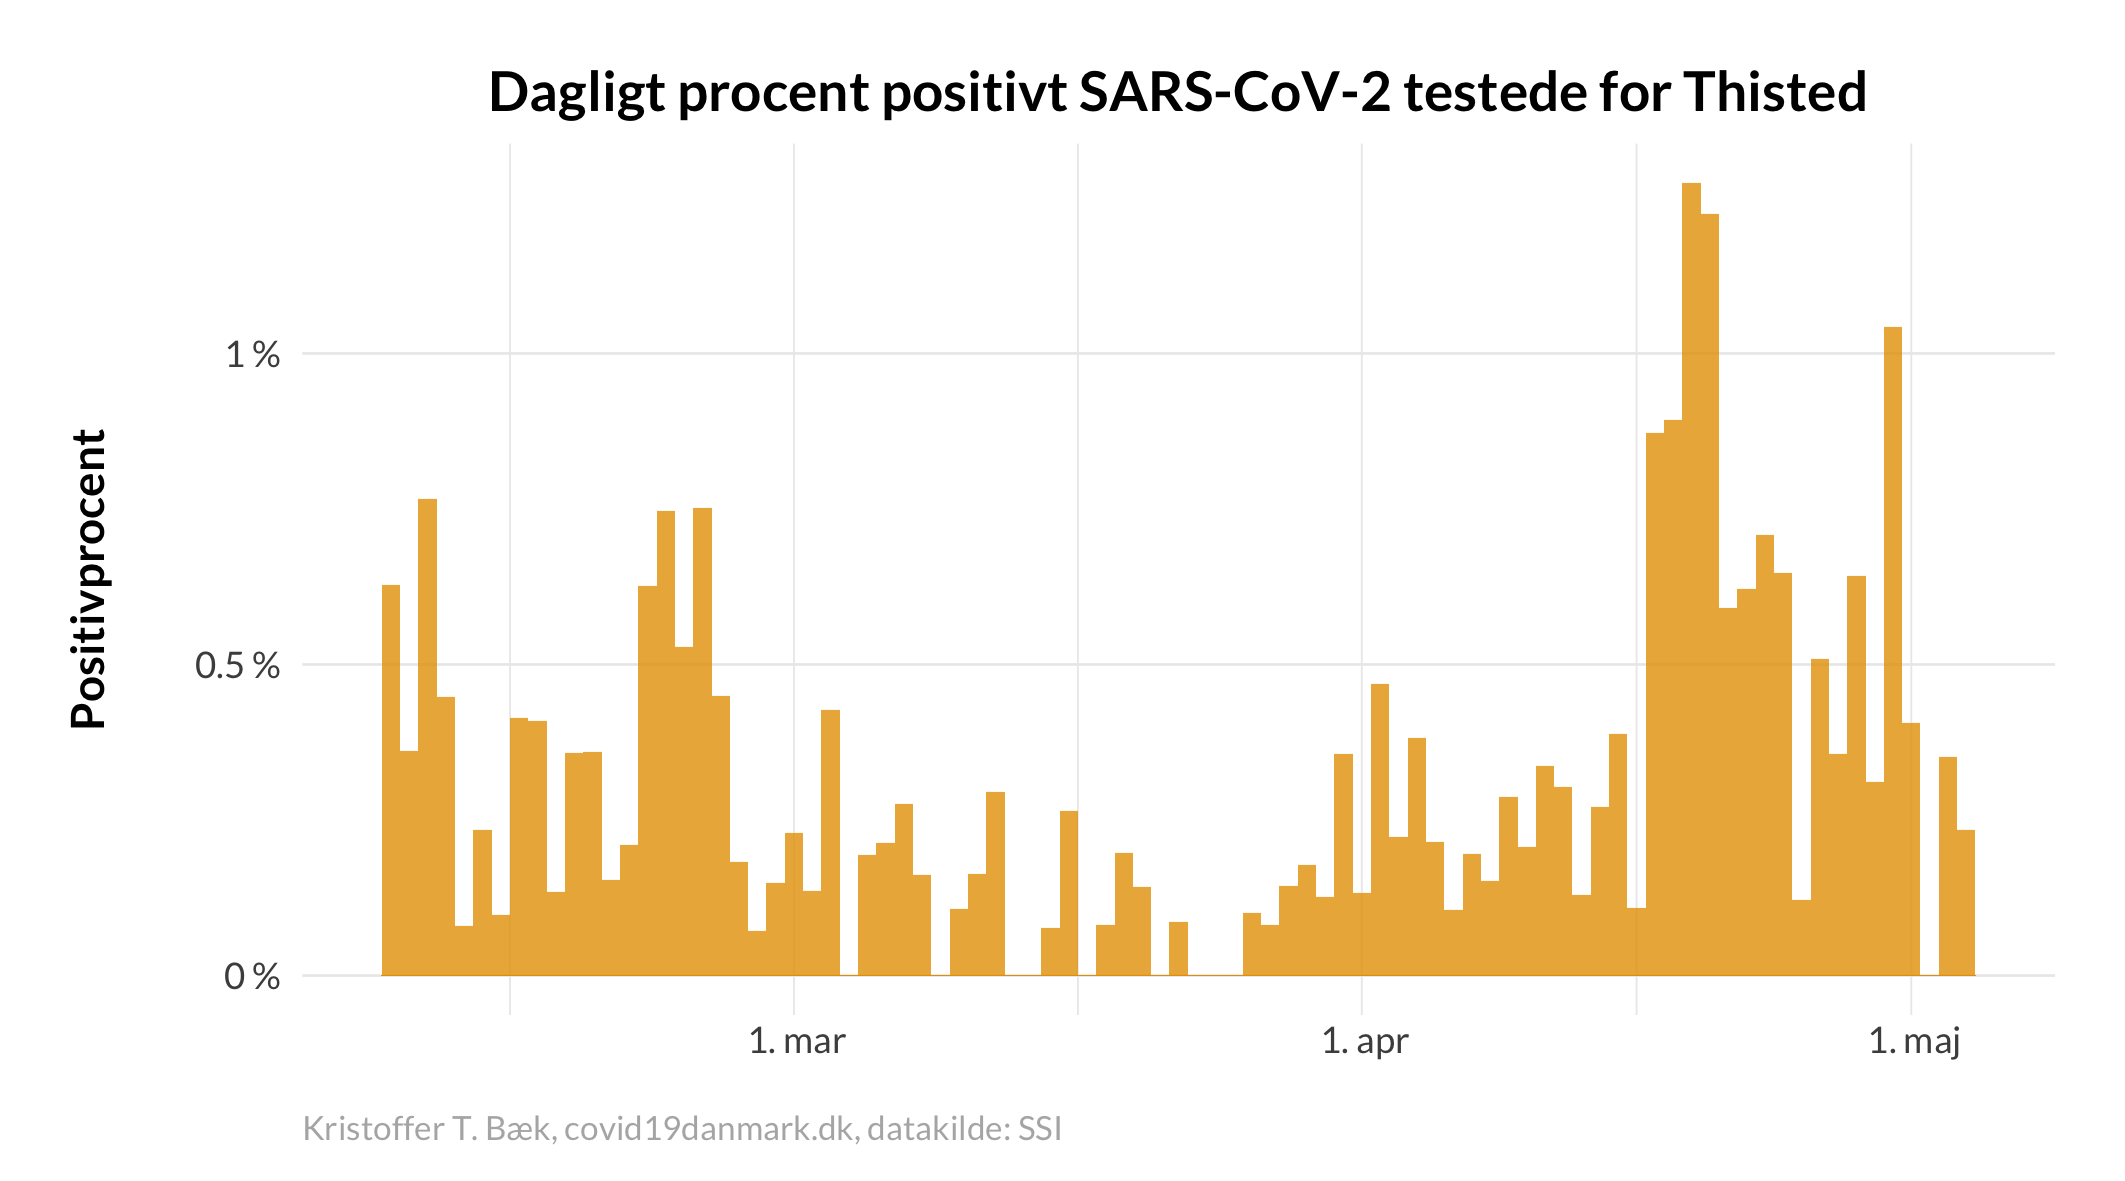 Dagligt procent positivt SARS-CoV-2 testede for Thisted
Positivprocent
1 %
0.5 %
0 %
1. mar
1. apr
1. maj
Kristoffer T. Bæk, covid19danmark.dk, datakilde: SSI